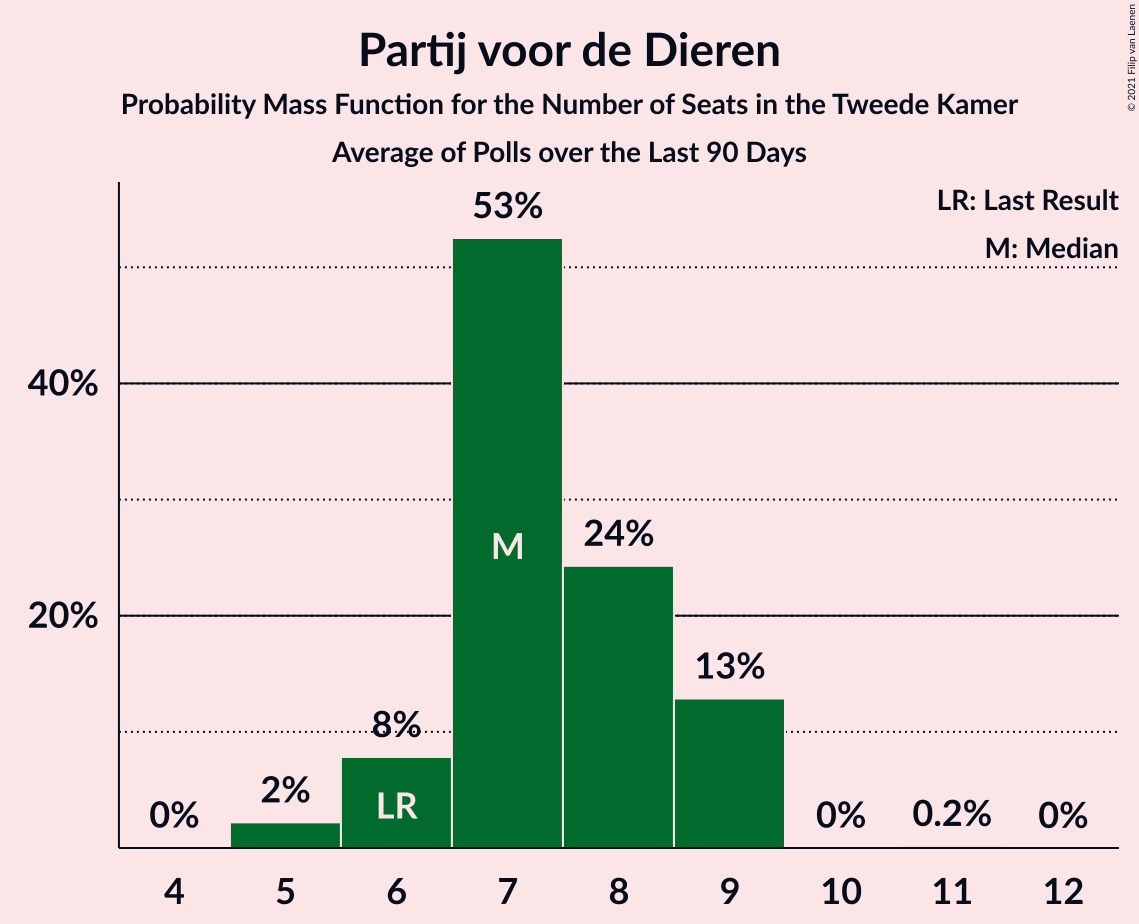 Partij voor de Dieren
Probability Mass Function for the Number of Seats in the Tweede Kamer
Average of Polls over the Last 90 Days
© 2021 Filip van Laenen
LR: Last Result
M: Median
53%
40%
M
24%
20%
13%
8%
2%
LR
0%
0%
0.2%
0%
4 5 6 7 8 9 10 11 12